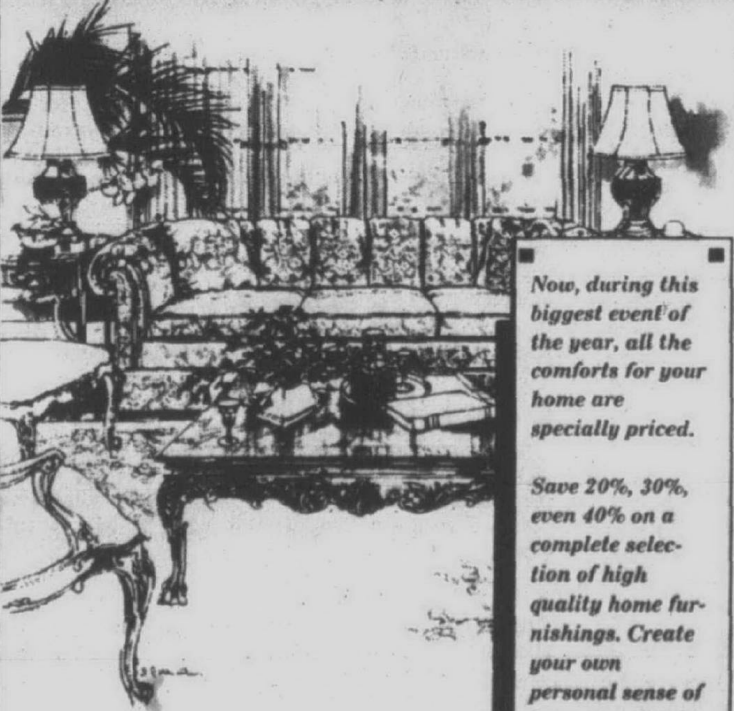 Now, during this
biggest event of
the year, all the
comforts for your
home are
specially priced.
Save 20%, 30%,
even 40% on a
complete selec-
tion of high
quality home fur-
nishings. Create
your own
personal sense of